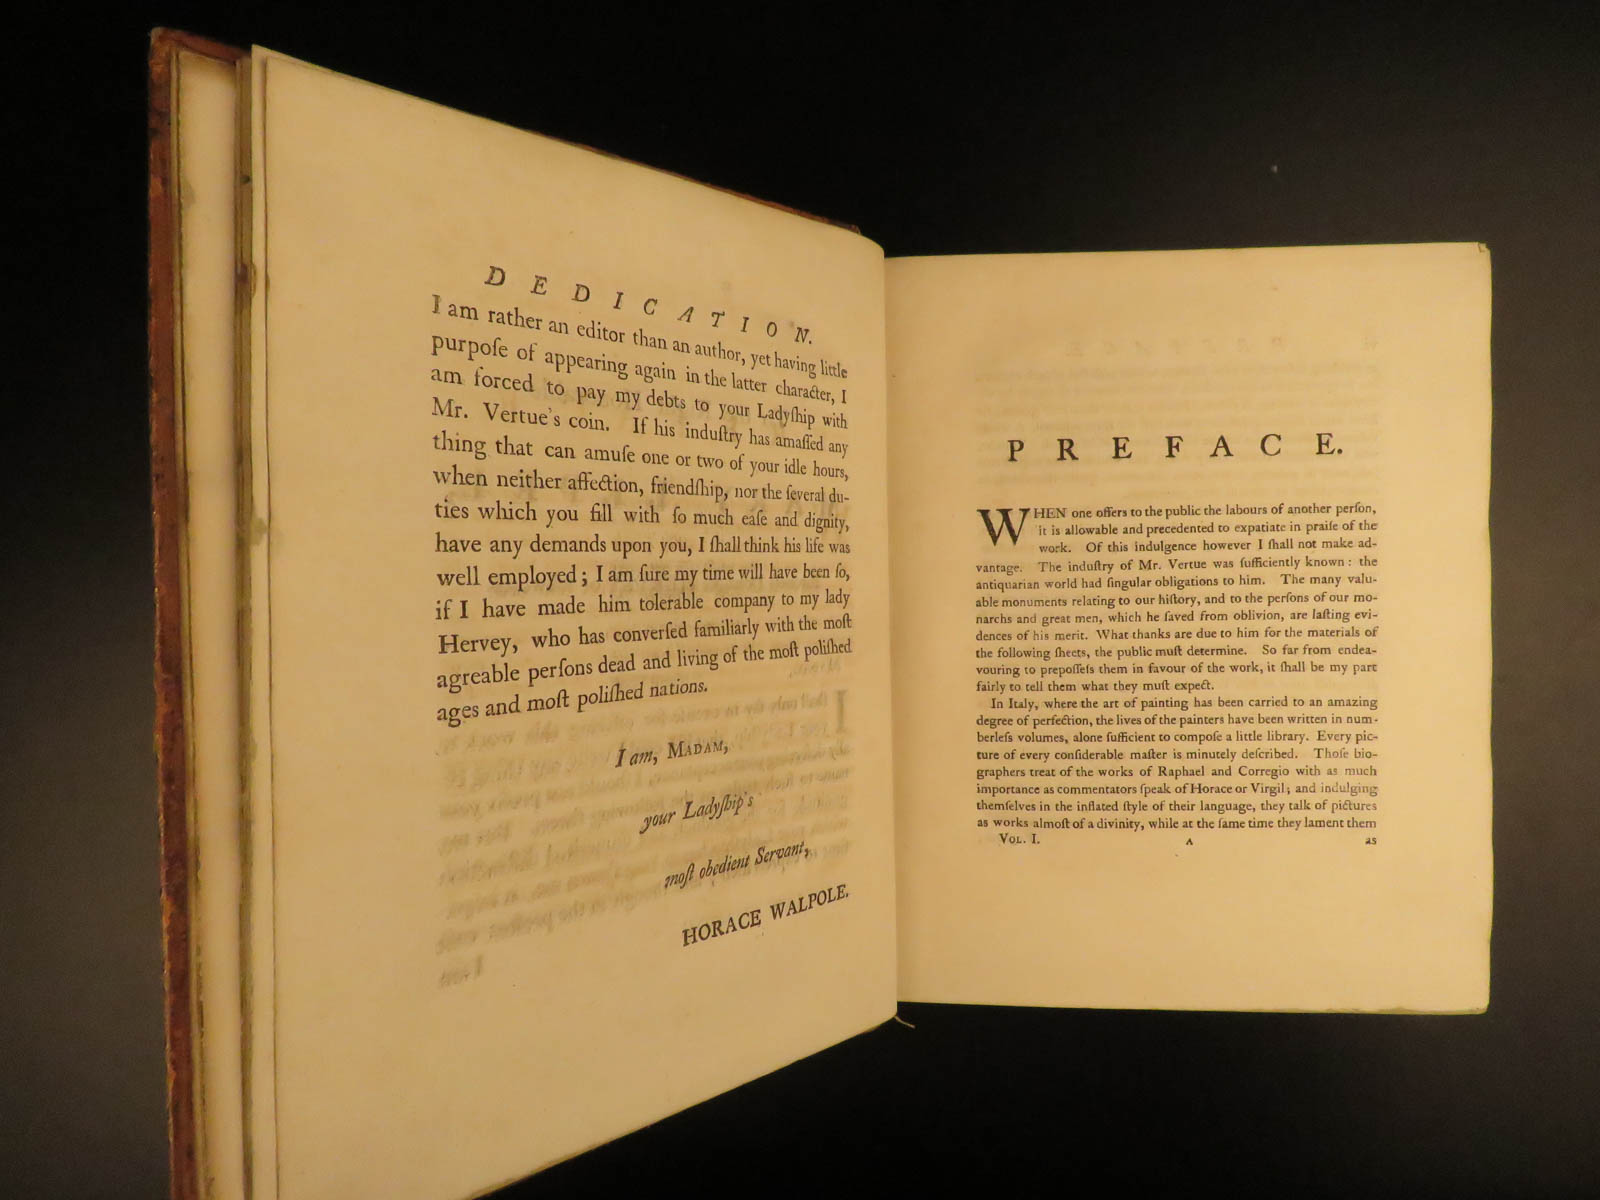 DEDICATION.
I am rather an editor than an author, yet having little
purpoſe of appearing again in the latter character, I
am forced to pay my debts to your Ladyſhip with
Mr. Vertue's coin. If his induſtry has amaſſed any
thing that can amuſe one or two of your idle hours,
when neither affection, friendſhip, nor the ſeveral du-
ties which you fill with ſo much eaſe and dignity,
have any demands upon you, I ſhall think his life was
well employed; I am ſure my time will have been ſo,
if I have made him tolerable company to my lady
Hervey, who has converſed familiarly with the moſt
agreable perſons dead and living of the moſt poliſhed
ages and moſt poliſhed nations.
I am, MADAM,
your Ladyſhip's
moſt obedient Servant,
HORACE WALPOLE.
PREFACE.
WHEN one offers to the public the labours of another perſon,
it is allowable and precedented to expatiate in praiſe of the
work. Of this indulgence however I ſhall not make ad-
vantage. The induſtry of Mr. Vertue was ſufficiently known: the
antiquarian world had ſingular obligations to him. The many valu-
able monuments relating to our hiſtory, and to the perſons of our mo-
narchs and great men, which he ſaved from oblivion, are laſting evi-
dences of his merit. What thanks are due to him for the materials of
the following ſheets, the public muſt determine. So far from endea-
vouring to prepoſſeſs them in favour of the work, it ſhall be my part
fairly to tell them what they muſt expect.
In Italy, where the art of painting has been carried to an amazing
degree of perfection, the lives of the painters have been written in num-
berleſs volumes, alone ſufficient to compoſe a little library. Every pic-
ture of every conſiderable maſter is minutely deſcribed. Thoſe bio-
graphers treat of the works of Raphael and Corregio with as much
importance as commentators ſpeak of Horace or Virgil; and indulging
themſelves in the inflated ſtyle of their language, they talk of pictures
as works almoſt of a divinity, while at the ſame time they lament them
VOL. I. A as